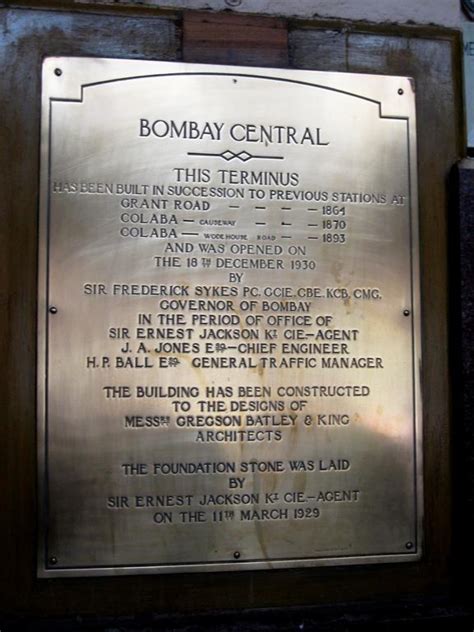 BOMBAY CENTRAL
THIS TERMINUS
HAS BEEN BUILT IN SUCCESSION TO PREVIOUS STATIONS AT
GRANT ROAD – – – – 1864
COLABA – CAUSEWAY – – – 1870
COLABA – WODEHOUSE ROAD – – 1893
AND WAS OPENED ON
THE 18TH DECEMBER 1930
BY
SIR FREDERICK SYKES PC, GCIE, GBE, KCB, CMG,
GOVERNOR OF BOMBAY
IN THE PERIOD OF OFFICE OF
SIR ERNEST JACKSON KT CIE–AGENT
J. A. JONES ESQ–CHIEF ENGINEER
H. P. BALL ESQ GENERAL TRAFFIC MANAGER
THE BUILDING HAS BEEN CONSTRUCTED
TO THE DESIGNS OF
MESSRS GREGSON BATLEY & KING
ARCHITECTS
THE FOUNDATION STONE WAS LAID
BY
SIR ERNEST JACKSON KT CIE–AGENT
ON THE 11TH MARCH 1929